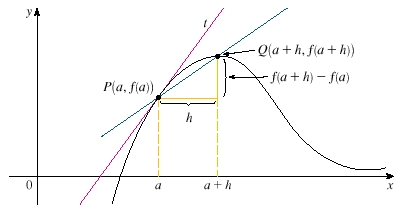 y
t
Q(a + h, f(a + h))
P(a, f(a))
f(a + h) − f(a)
h
0
a
a + h
x